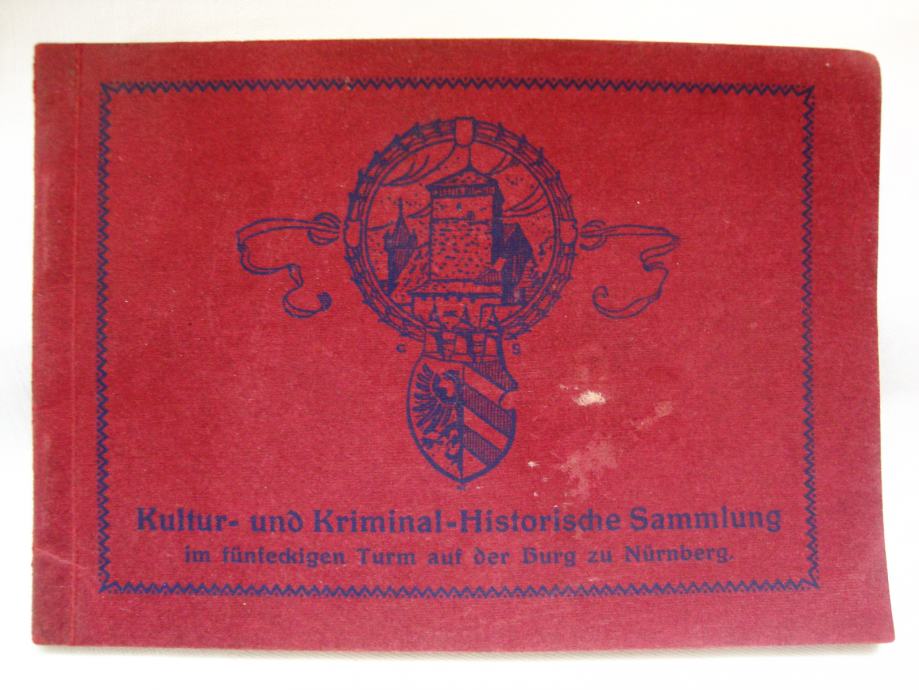 G S
Kultur- und Kriminal-Historische Sammlung
im fünfeckigen Turm auf der Burg zu Nürnberg.